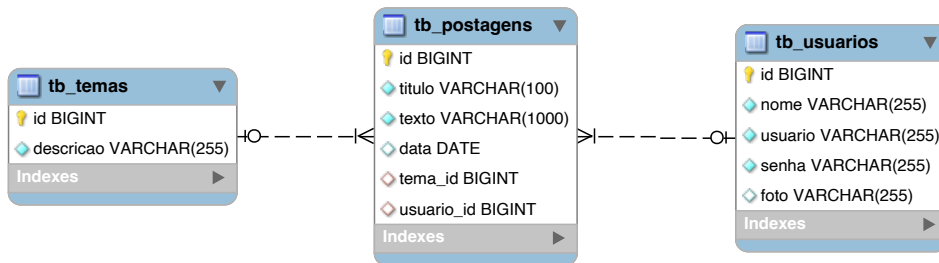 tb_temas
id BIGINT
descricao VARCHAR(255)
Indexes
tb_postagens
id BIGINT
titulo VARCHAR(100)
texto VARCHAR(1000)
data DATE
tema_id BIGINT
usuario_id BIGINT
Indexes
tb_usuarios
id BIGINT
nome VARCHAR(255)
usuario VARCHAR(255)
senha VARCHAR(255)
foto VARCHAR(255)
Indexes